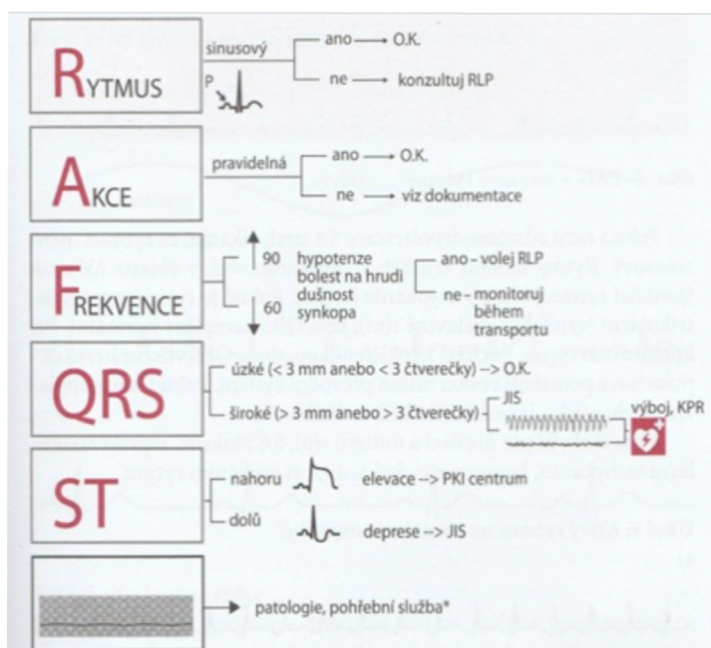 RYTMUS
sinusový
P
ano → O.K.
ne → konzultuj RLP
AKCE
pravidelná
ano → O.K.
ne → viz dokumentace
FREKVENCE
90
60
hypotenze
bolest na hrudi
dušnost
synkopa
ano – volej RLP
ne – monitoruj
během
transportu
QRS
úzké (< 3 mm anebo < 3 čtverečky) --> O.K.
široké (> 3 mm anebo > 3 čtverečky)
JIS
výboj, KPR
ST
nahoru
elevace --> PKI centrum
dolů
deprese --> JIS
patologie, pohřební služba*